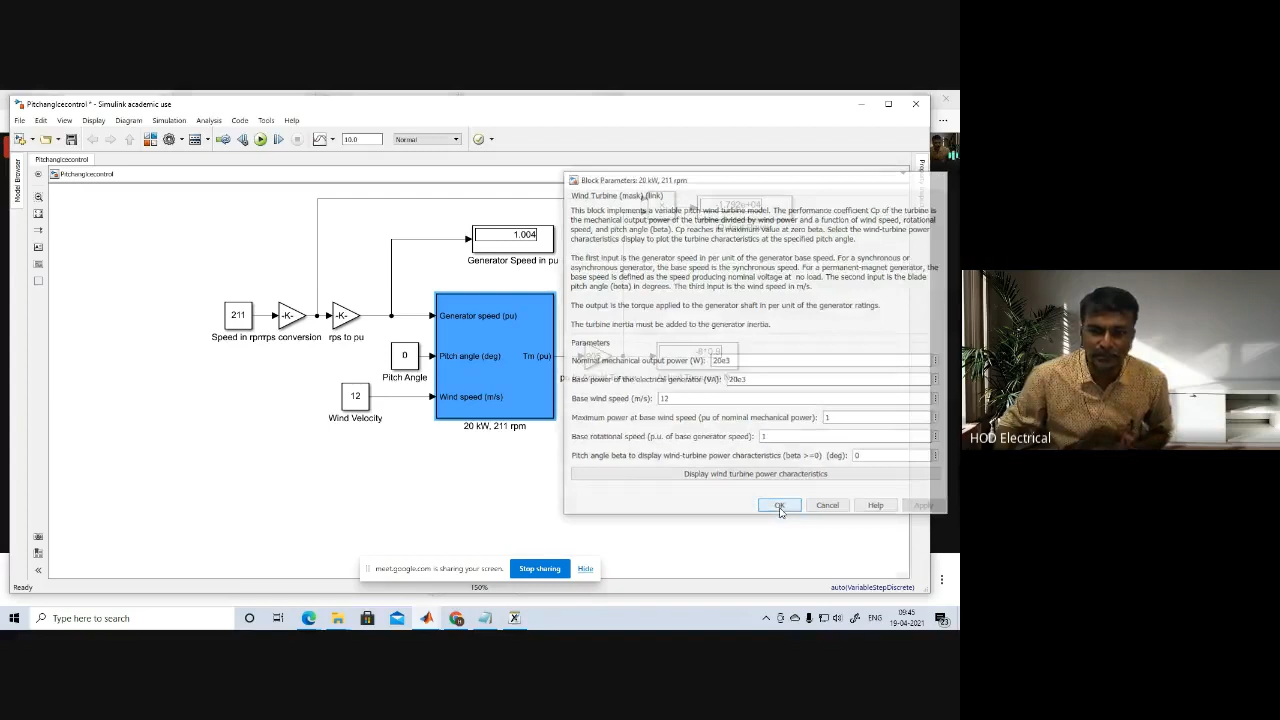 PitchangIcecontrol * - Simulink academic use
File Edit View Display Diagram Simulation Analysis Code Tools Help
10.0
Normal
PitchangIcecontrol
PitchangIcecontrol
Model Browser
1.004
Generator Speed in pu
211
-K-
-K-
Speed in rpm
rps conversion
rps to pu
0
Pitch Angle
12
Wind Velocity
Generator speed (pu)
Pitch angle (deg)
Tm (pu)
Wind speed (m/s)
20 kW, 211 rpm
Block Parameters: 20 kW, 211 rpm
Wind Turbine (mask) (link)
-1.792e+04
This block implements a variable pitch wind turbine model. The performance coefficient Cp of the turbine is
the mechanical output power of the turbine divided by wind power and a function of wind speed, rotational
speed, and pitch angle (beta). Cp reaches its maximum value at zero beta. Select the wind-turbine power
characteristics display to plot the turbine characteristics at the specified pitch angle.
The first input is the generator speed in per unit of the generator base speed. For a synchronous or
asynchronous generator, the base speed is the synchronous speed. For a permanent-magnet generator, the
base speed is defined as the speed producing nominal voltage at no load. The second input is the blade
pitch angle (beta) in degrees. The third input is the wind speed in m/s.
The output is the torque applied to the generator shaft in per unit of the generator ratings.
The turbine inertia must be added to the generator inertia.
Parameters
Nominal mechanical output power (W): 20e3
Base power of the electrical generator (VA): 20e3
Base wind speed (m/s): 12
Maximum power at base wind speed (pu of nominal mechanical power): 1
Base rotational speed (p.u. of base generator speed): 1
Pitch angle beta to display wind-turbine power characteristics (beta >=0) (deg): 0
Display wind turbine power characteristics
OK Cancel Help Apply
meet.google.com is sharing your screen. Stop sharing Hide
Ready
150%
auto(VariableStepDiscrete)
Type here to search
ENG
09:45
19-04-2021
23
HOD Electrical